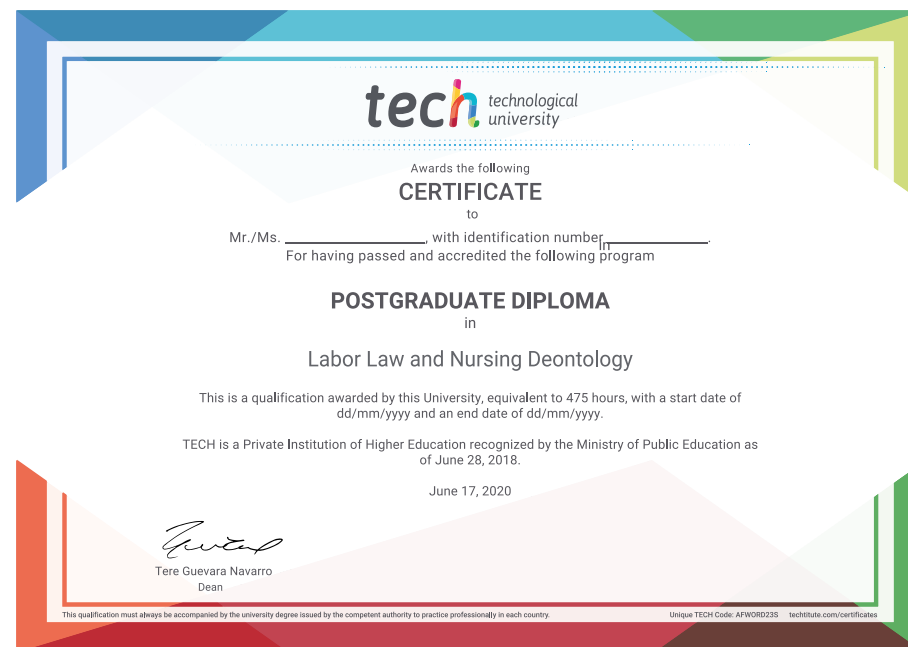 tech technological
university
Awards the following
CERTIFICATE
to
Mr./Ms. ____________, with identification number____________.
in
For having passed and accredited the following program
POSTGRADUATE DIPLOMA
in
Labor Law and Nursing Deontology
This is a qualification awarded by this University, equivalent to 475 hours, with a start date of
dd/mm/yyyy and an end date of dd/mm/yyyy.
TECH is a Private Institution of Higher Education recognized by the Ministry of Public Education as
of June 28, 2018.
June 17, 2020
Tere Guevara Navarro
Dean
This qualification must always be accompanied by the university degree issued by the competent authority to practice professionally in each country. Unique TECH Code: AFWORD23S techtitute.com/certificates